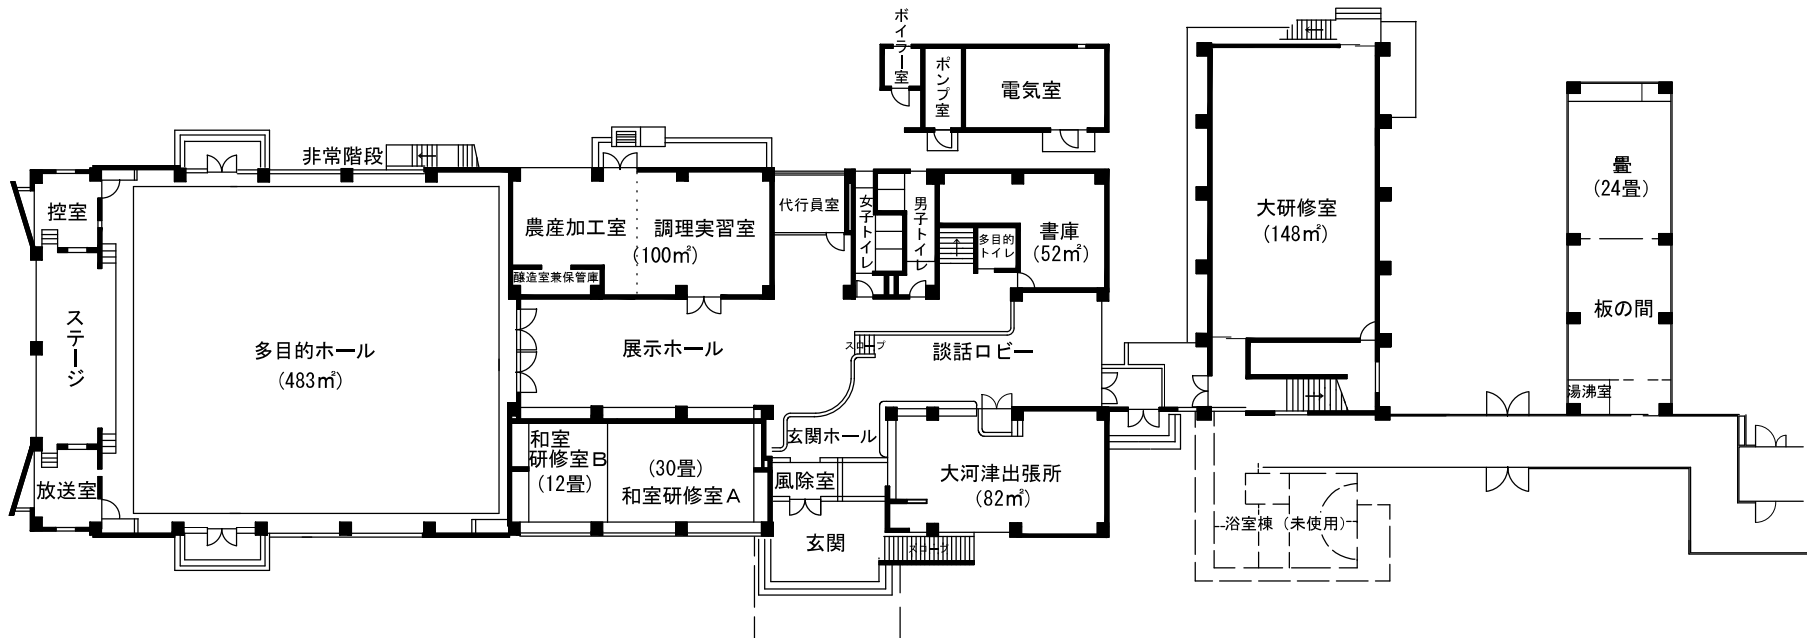 ボイラー室
ポンプ室
電気室
非常階段
控室
ステージ
放送室
多目的ホール
(483㎡)
農産加工室
調理実習室
(100㎡)
醸造室兼保管庫
代行員室
女子トイレ
男子トイレ
多目的
トイレ
書庫
(52㎡)
展示ホール
スロープ
談話ロビー
和室
研修室B
(12畳)
(30畳)
和室研修室A
玄関ホール
風除室
玄関
大河津出張所
(82㎡)
スロープ
大研修室
(148㎡)
畳
(24畳)
板の間
湯沸室
浴室棟(未使用)